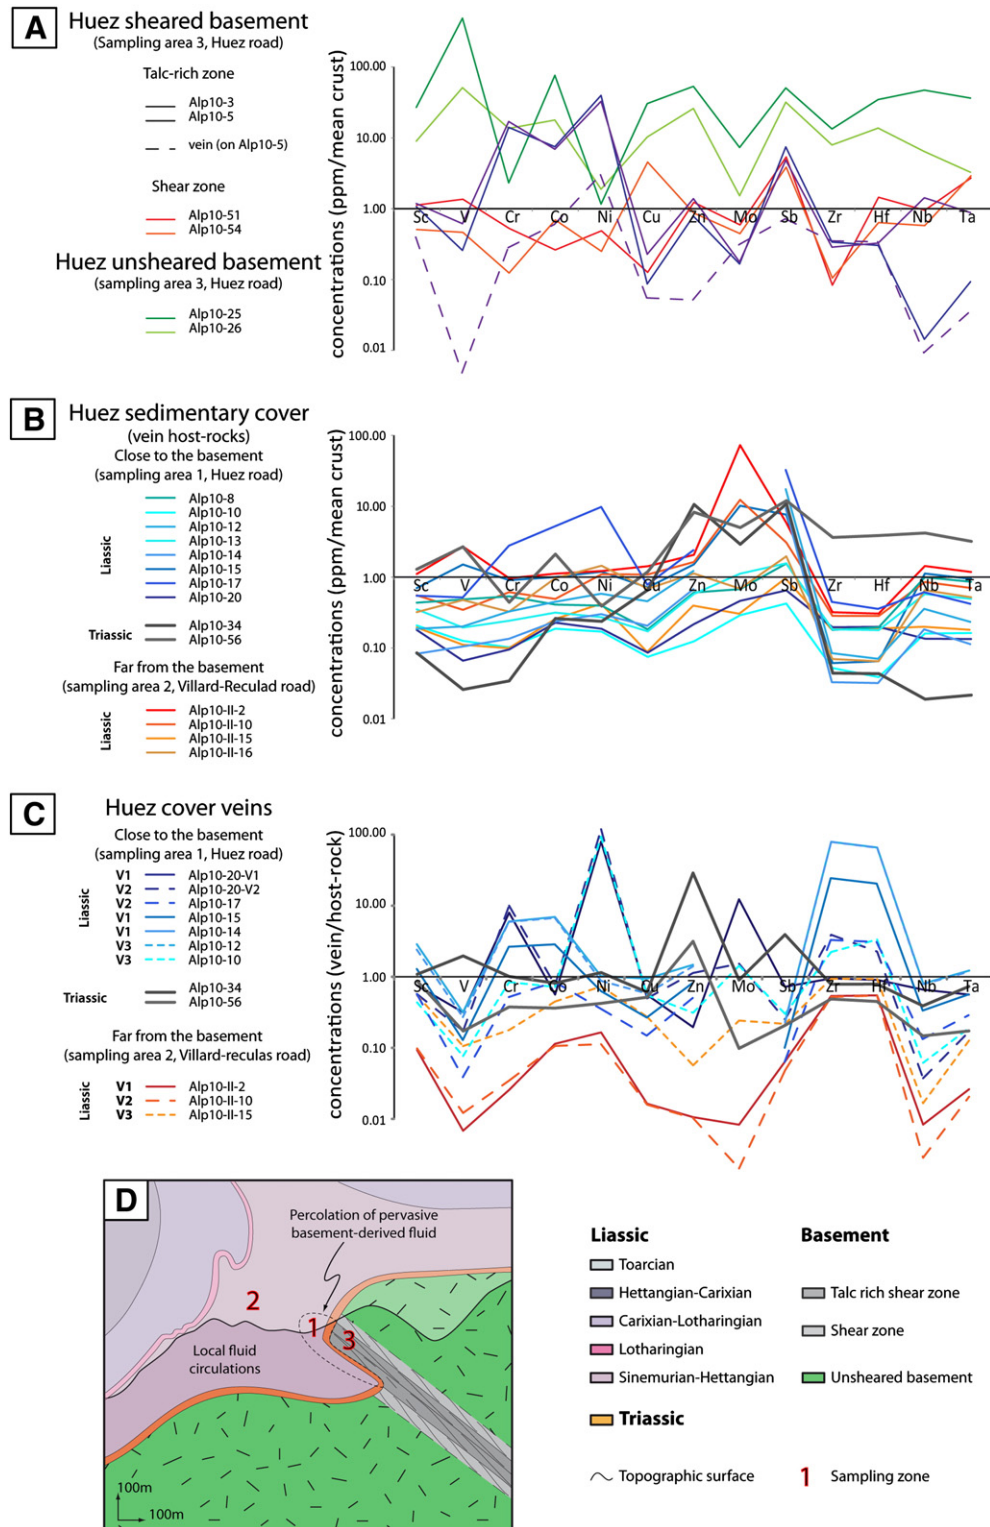 A
Huez sheared basement
(Sampling area 3, Huez road)
Talc-rich zone
Alp10-3
Alp10-5
vein (on Alp10-5)
Shear zone
Alp10-51
Alp10-54
Huez unsheared basement
(sampling area 3, Huez road)
Alp10-25
Alp10-26
concentrations (ppm/mean crust)
100.00
10.00
1.00
0.10
0.01
Sc V Cr Co Ni Cu Zn Mo Sb Zr Hf Nb Ta
B
Huez sedimentary cover
(vein host-rocks)
Close to the basement
(sampling area 1, Huez road)
Liassic
Alp10-8
Alp10-10
Alp10-12
Alp10-13
Alp10-14
Alp10-15
Alp10-17
Alp10-20
Triassic
Alp10-34
Alp10-56
Far from the basement
(sampling area 2, Villard-Reculad road)
Liassic
Alp10-II-2
Alp10-II-10
Alp10-II-15
Alp10-II-16
concentrations (ppm/mean crust)
100.00
10.00
1.00
0.10
0.01
Sc V Cr Co Ni Cu Zn Mo Sb Zr Hf Nb Ta
C
Huez cover veins
Close to the basement
(sampling area 1, Huez road)
Liassic
V1 Alp10-20-V1
V2 Alp10-20-V2
V2 Alp10-17
V1 Alp10-15
V1 Alp10-14
V3 Alp10-12
V3 Alp10-10
Triassic
Alp10-34
Alp10-56
Far from the basement
(sampling area 2, Villard-reculas road)
Liassic
V1 Alp10-II-2
V2 Alp10-II-10
V3 Alp10-II-15
concentrations (vein/host-rock)
100.00
10.00
1.00
0.10
0.01
Sc V Cr Co Ni Cu Zn Mo Sb Zr Hf Nb Ta
D
Percolation of pervasive
basement-derived fluid
2
1
3
Local fluid
circulations
100m
100m
Liassic
Toarcian
Hettangian-Carixian
Carixian-Lotharingian
Lotharingian
Sinemurian-Hettangian
Triassic
Topographic surface
Basement
Talc rich shear zone
Shear zone
Unsheared basement
1 Sampling zone